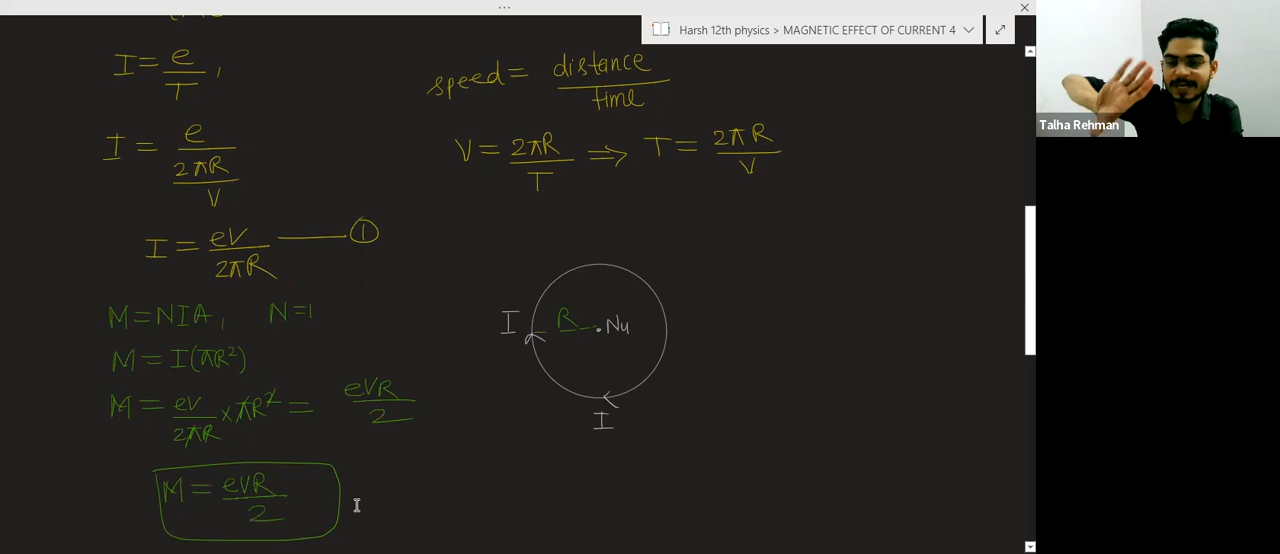 Harsh 12th physics > MAGNETIC EFFECT OF CURRENT 4
Talha Rehman
I = e/T,
speed = distance/time
I = e/(2πR/V)
V = 2πR/T ⇒ T = 2πR/V
I = eV/2πR ——— ①
M = NIA, N=1
M = I(πR²)
M = eV/2πR × πR² = eVR/2
M = eVR/2
I
R
Nu
I